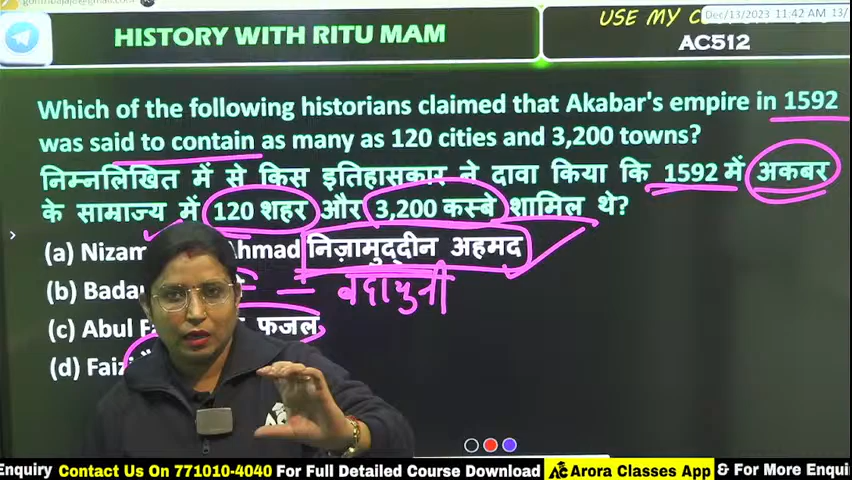 HISTORY WITH RITU MAM
USE MY
AC512
Dec/13/2023 11:42 AM 13/
Which of the following historians claimed that Akabar's empire in 1592
was said to contain as many as 120 cities and 3,200 towns?
निम्नलिखित में से किस इतिहासकार ने दावा किया कि 1592 में अकबर
के साम्राज्य में 120 शहर और 3,200 कस्बे शामिल थे?
(a) Nizam Ahmad निज़ामुद्दीन अहमद
(b) Badau बदायुनी
(c) Abul Fa फजल
(d) Faizi
Enquiry Contact Us On 771010-4040 For Full Detailed Course Download Arora Classes App & For More Enqui